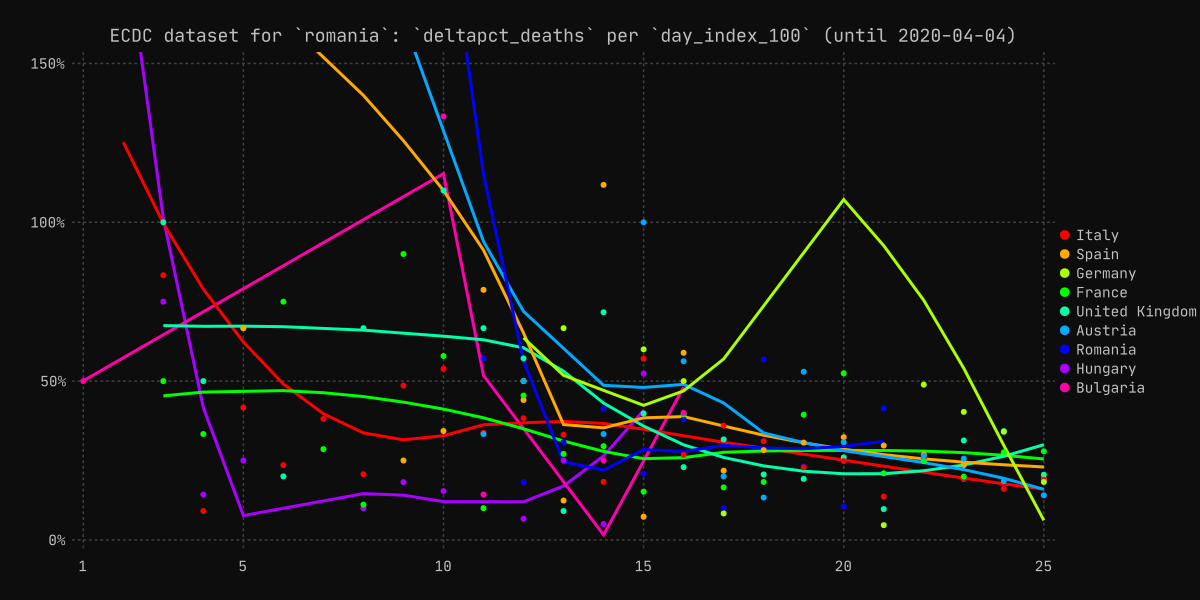 ECDC dataset for `romania`: `deltapct_deaths` per `day_index_100` (until 2020-04-04)
150%
100%
50%
0%
1 5 10 15 20 25
Italy
Spain
Germany
France
United Kingdom
Austria
Romania
Hungary
Bulgaria